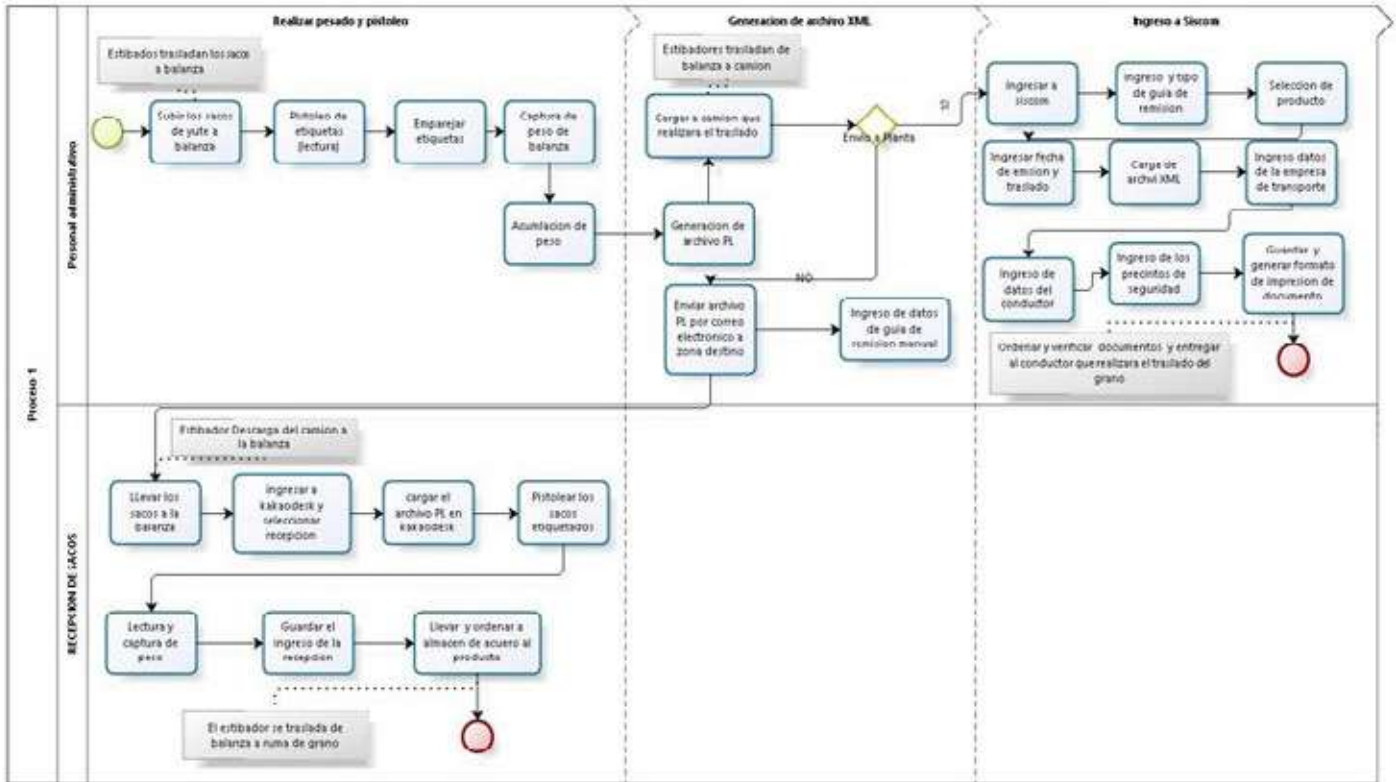 Realizar pesado y pistoleo
Generacion de archivo XML
Ingreso a Siscom
Proceso 1
Personal administrativo
Estibados trasladan los sacos
a balanza
Subir los sacos
de yute a
balanza
Pistoleo de
etiquetas
(lectura)
Emparejar
etiquetas
Captura de
peso de
balanza
Acumlacion de
peso
Estibadores trasladan de
balanza a camion
Cargar a camion que
realizara el traslado
Generacion de
archivo PL
Envio a Planta
SI
NO
Enviar archivo
PL por correo
electronico a
zona destino
Ingreso de datos
de guia de
remision manual
Ingresar a
siscom
Ingreso y tipo
de guia de
remision
Seleccion de
producto
Ingresar fecha
de emsion y
traslado
Carga de
archvi XML
Ingreso datos
de la empresa
de transporte
Ingreso de
datos del
conductor
Ingreso de los
precintos de
seguridad
Guardar y
generar formato
de impresion de
documento
Ordenar y verificar documentos y entregar
al conductor que realizara el traslado del
grano
RECEPCION DE SACOS
Estibador Descarga del camion a
la balanza
LLevar los
sacos a la
balanza
Ingresar a
kakaodesk y
seleccionar
recepcion
cargar el
archivo PL en
kakaodesk
Pistolear los
sacos
etiquetados
Lectura y
captura de
peso
Guardar el
ingreso de la
recepcion
Llevar y ordenar a
almacen de acuero al
producto
El estibador se traslada de
balanza a ruma de grano